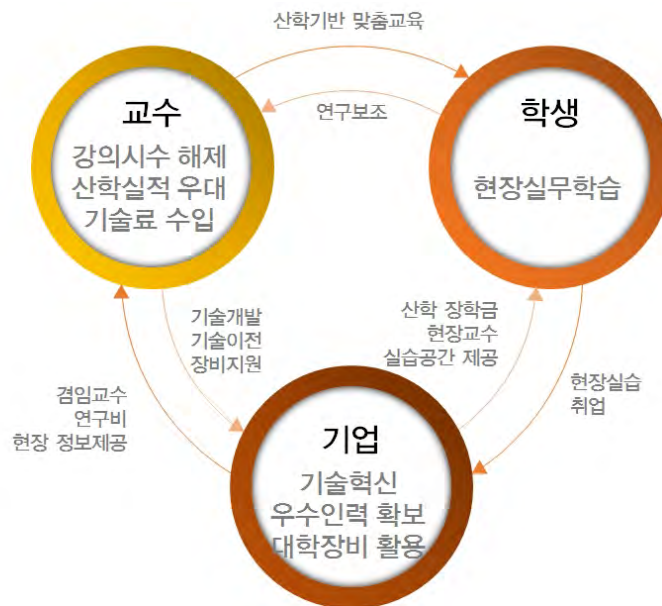 산학기반 맞춤교육
연구보조
교수
강의시수 해제
산학실적 우대
기술료 수입
학생
현장실무학습
기술개발
기술이전
장비지원
산학 장학금
현장교수
실습공간 제공
겸임교수
연구비
현장 정보제공
현장실습
취업
기업
기술혁신
우수인력 확보
대학장비 활용